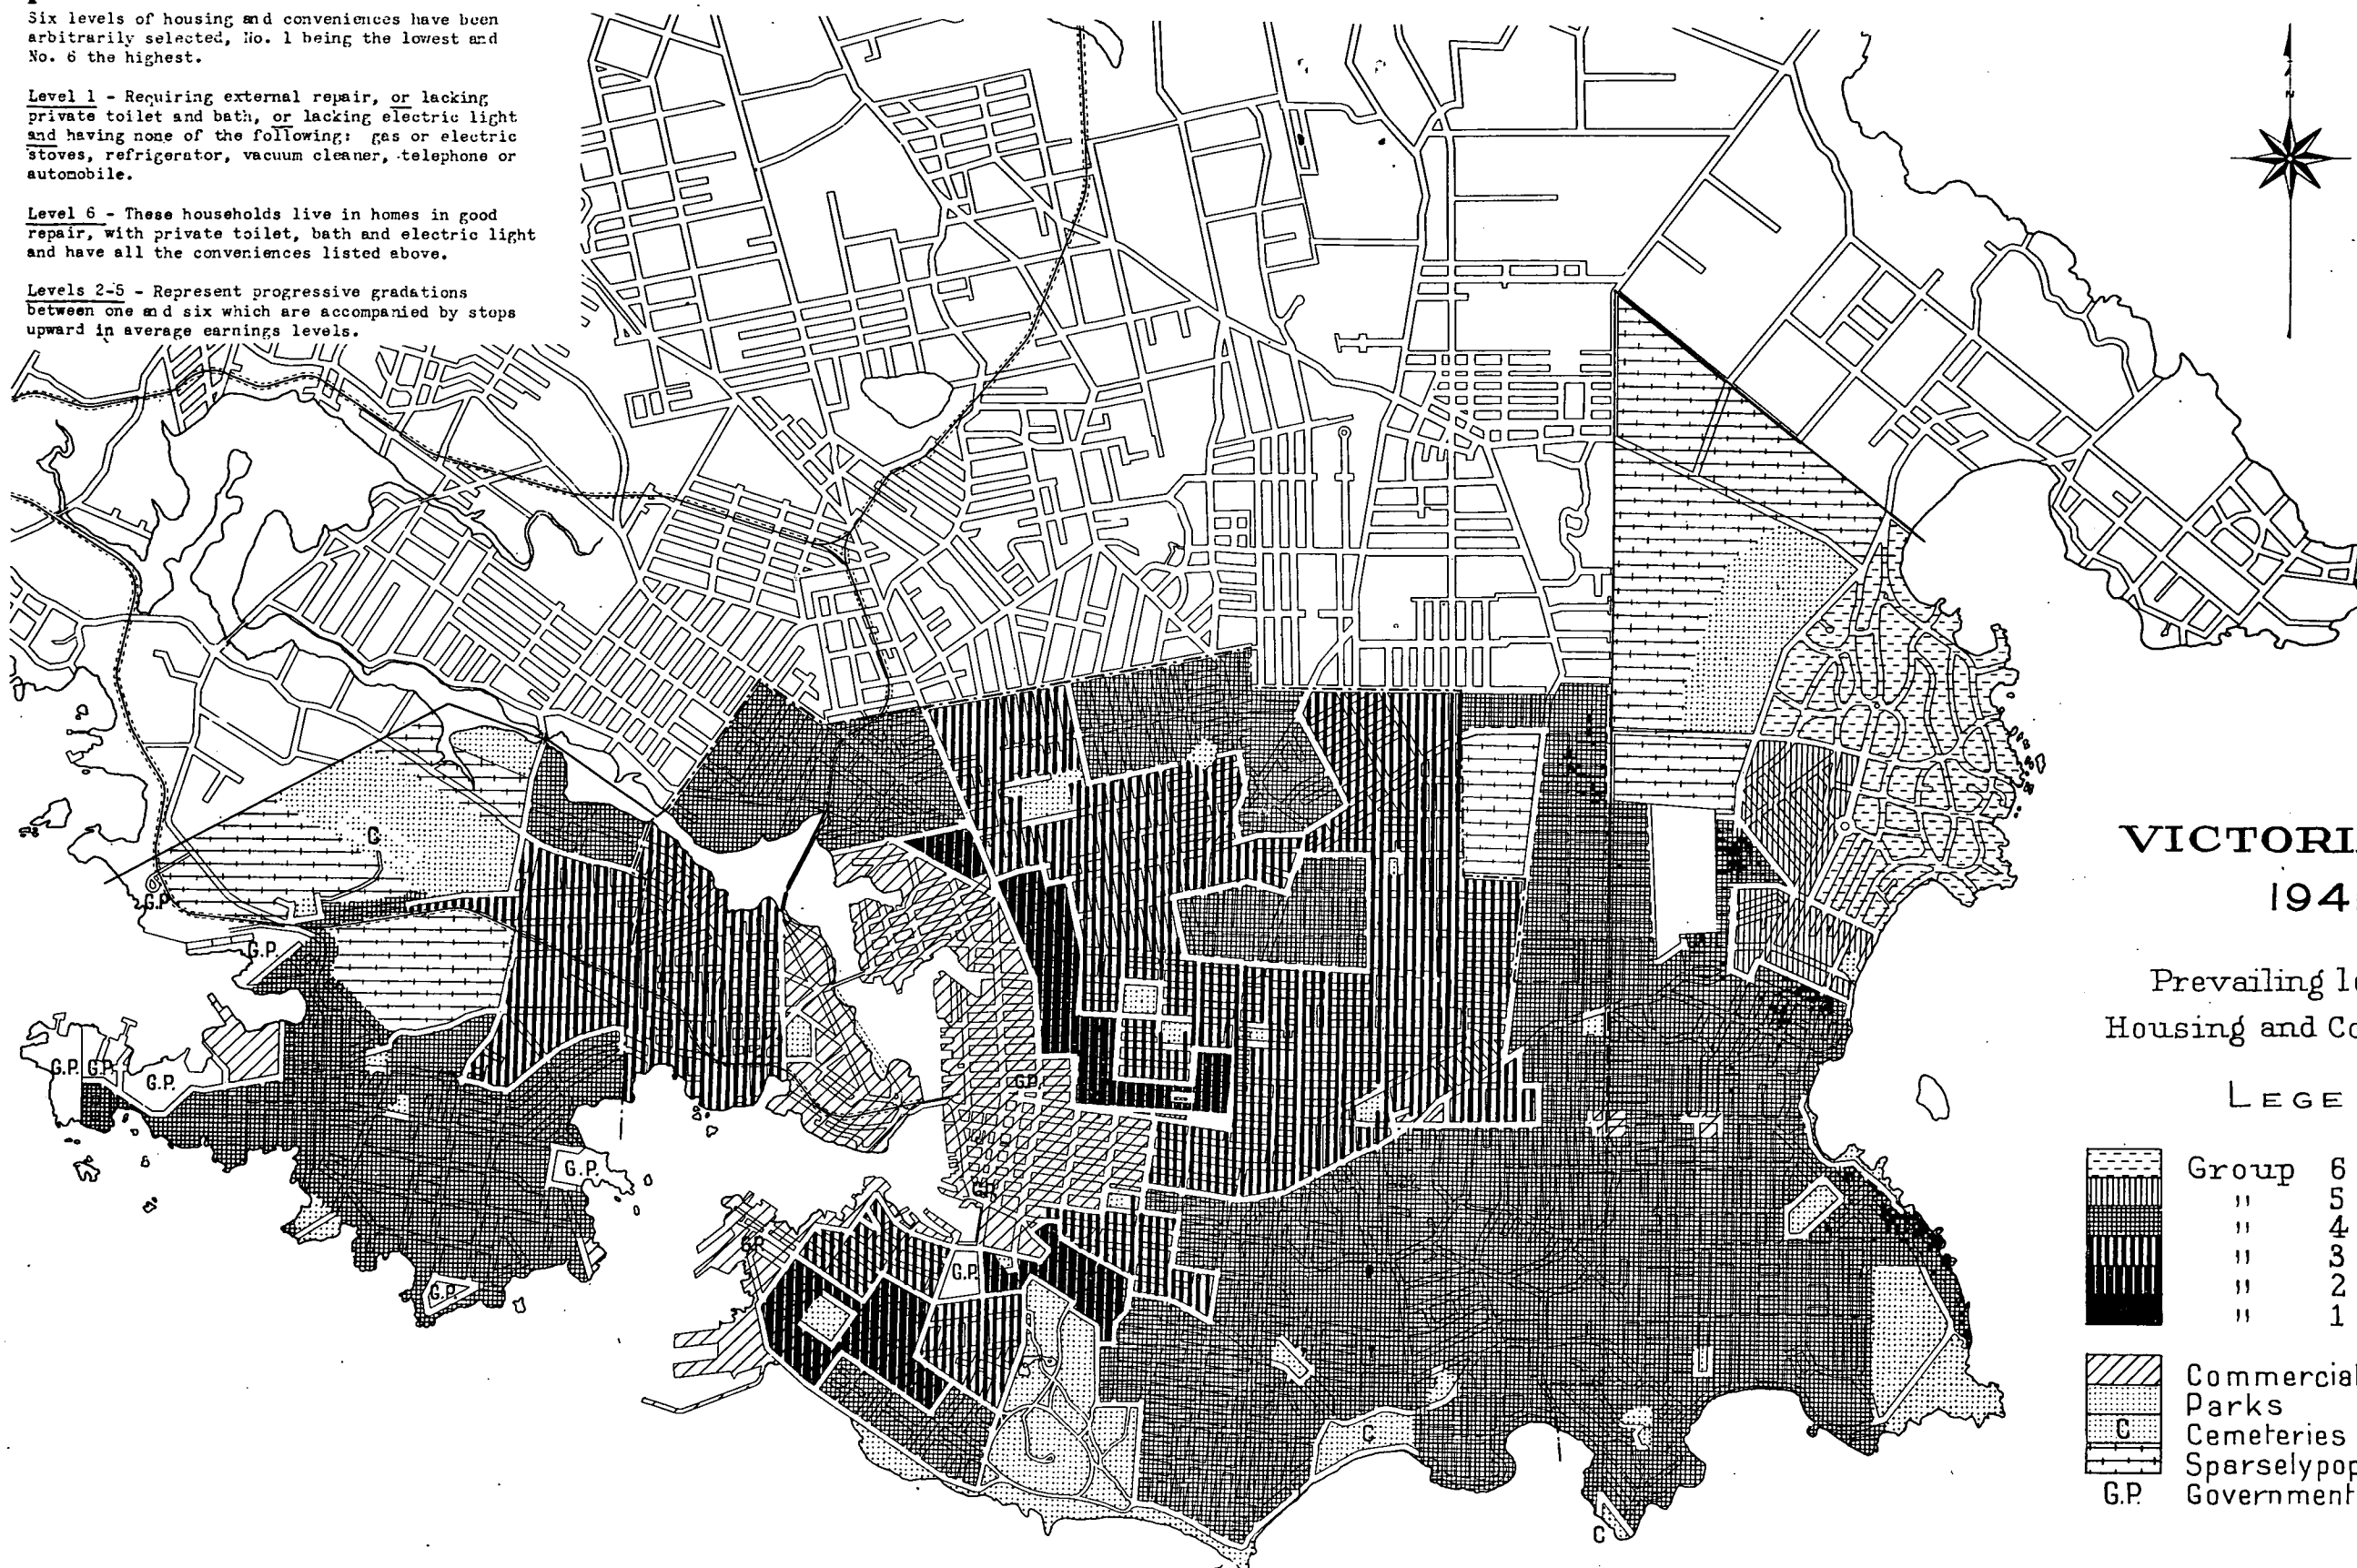 Six levels of housing and conveniences have been
arbitrarily selected, No. 1 being the lowest and
No. 6 the highest.
Level 1 - Requiring external repair, or lacking
private toilet and bath, or lacking electric light
and having none of the following: gas or electric
stoves, refrigerator, vacuum cleaner, telephone or
automobile.
Level 6 - These households live in homes in good
repair, with private toilet, bath and electric light
and have all the conveniences listed above.
Levels 2-5 - Represent progressive gradations
between one and six which are accompanied by steps
upward in average earnings levels.
N
C
G.P.
G.P.
G.P.
G.P.
G.P.
G.P.
G.P.
G.P.
G.P.
G.P.
C
C
VICTORI
194
Prevailing l
Housing and Co
LEGE
Group 6
" 5
" 4
" 3
" 2
" 1
Commercial
Parks
C Cemeteries
Sparsely pop
G.P. Government